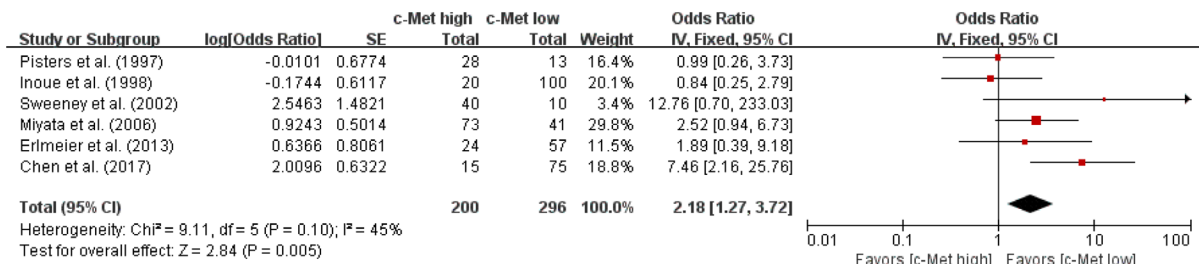 c-Met high c-Met low Odds Ratio Odds Ratio
Study or Subgroup log[Odds Ratio] SE Total Total Weight IV, Fixed, 95% CI IV, Fixed, 95% CI
Pisters et al. (1997) -0.0101 0.6774 28 13 16.4% 0.99 [0.26, 3.73]
Inoue et al. (1998) -0.1744 0.6117 20 100 20.1% 0.84 [0.25, 2.79]
Sweeney et al. (2002) 2.5463 1.4821 40 10 3.4% 12.76 [0.70, 233.03]
Miyata et al. (2006) 0.9243 0.5014 73 41 29.8% 2.52 [0.94, 6.73]
Erlmeier et al. (2013) 0.6366 0.8061 24 57 11.5% 1.89 [0.39, 9.18]
Chen et al. (2017) 2.0096 0.6322 15 75 18.8% 7.46 [2.16, 25.76]
Total (95% CI) 200 296 100.0% 2.18 [1.27, 3.72]
Heterogeneity: Chi² = 9.11, df = 5 (P = 0.10); I² = 45%
Test for overall effect: Z = 2.84 (P = 0.005)
0.01 0.1 1 10 100
Favors [c-Met high] Favors [c-Met low]